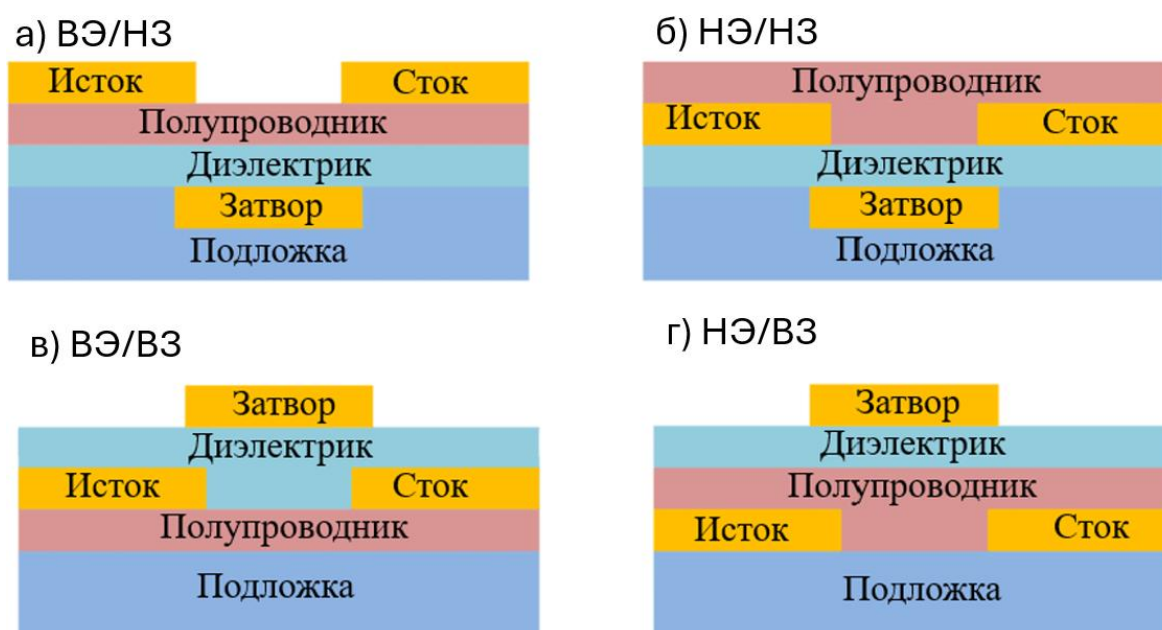 а) ВЭ/НЗ
Исток
Сток
Полупроводник
Диэлектрик
Затвор
Подложка
б) НЭ/НЗ
Полупроводник
Исток
Сток
Диэлектрик
Затвор
Подложка
в) ВЭ/ВЗ
Затвор
Диэлектрик
Исток
Сток
Полупроводник
Подложка
г) НЭ/ВЗ
Затвор
Диэлектрик
Полупроводник
Исток
Сток
Подложка